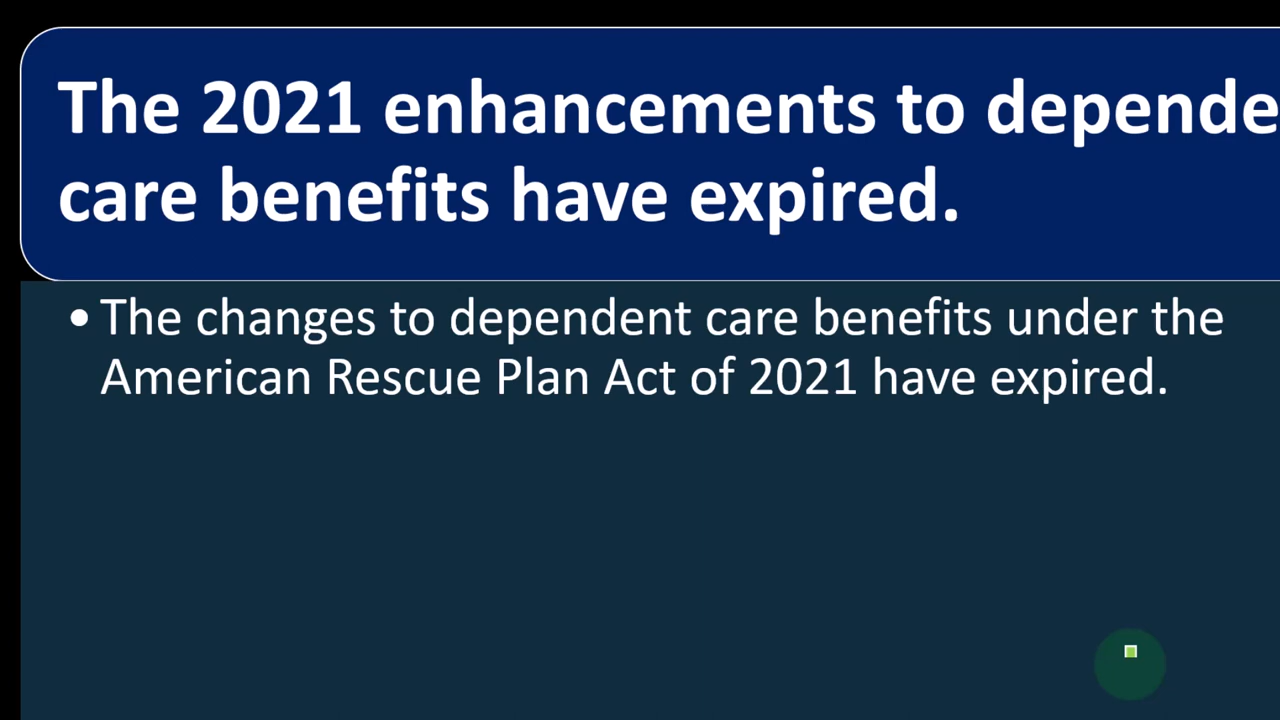 The 2021 enhancements to depende
care benefits have expired.
• The changes to dependent care benefits under the
American Rescue Plan Act of 2021 have expired.